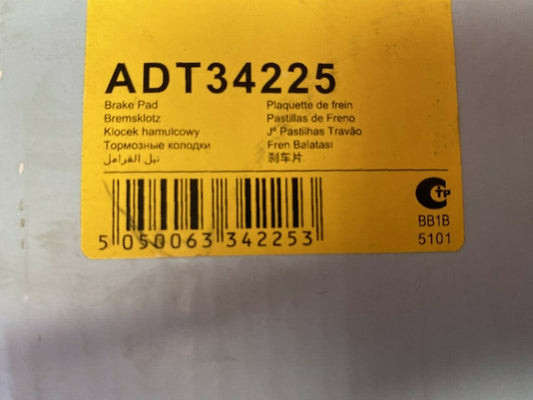 ADT34225
Brake Pad
Plaquette de frein
Bremsklotz
Pastillas de Freno
Klocek hamulcowy
Jº Pastilhas Travão
Тормозные колодки
Fren Balatası
تيل الفرامل
刹车片
BB1B
5 050063 342253
5101